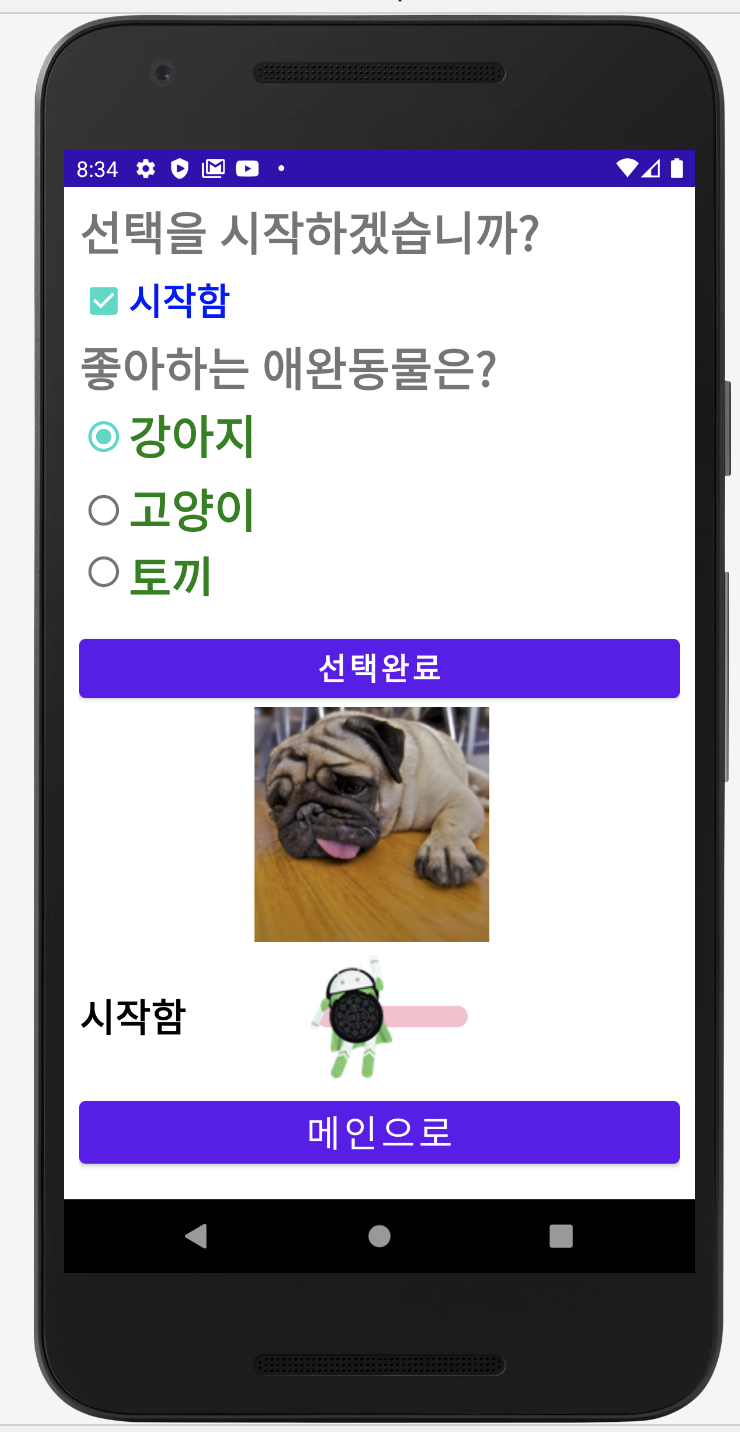 8:34
선택을 시작하겠습니까?
시작함
좋아하는 애완동물은?
강아지
고양이
토끼
선택완료
시작함
메인으로